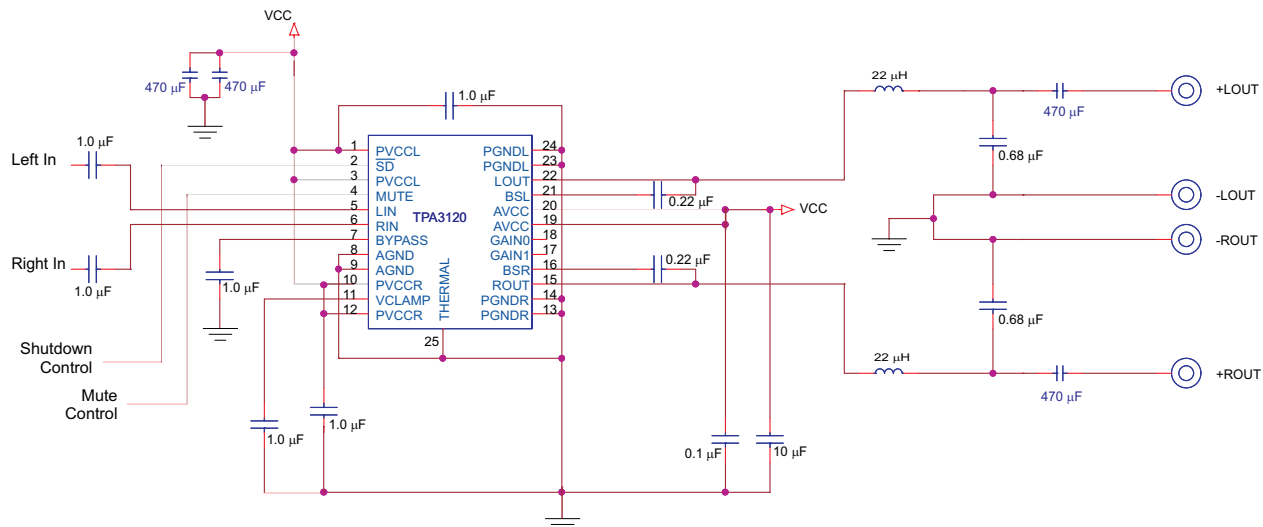 VCC
470 μF
470 μF
1.0 μF
1.0 μF
Left In
1 PVCCL
2 SD
3 PVCCL
4 MUTE
5 LIN
6 RIN
7 BYPASS
8 AGND
9 AGND
10 PVCCR
11 VCLAMP
12 PVCCR
TPA3120
THERMAL
25
PGNDL 24
PGNDL 23
LOUT 22
BSL 21
AVCC 20
AVCC 19
GAIN0 18
GAIN1 17
BSR 16
ROUT 15
PGNDR 14
PGNDR 13
Right In
1.0 μF
1.0 μF
Shutdown
Control
Mute
Control
1.0 μF
1.0 μF
0.22 μF
VCC
0.22 μF
0.1 μF
10 μF
22 μH
470 μF
+LOUT
0.68 μF
-LOUT
-ROUT
0.68 μF
22 μH
470 μF
+ROUT